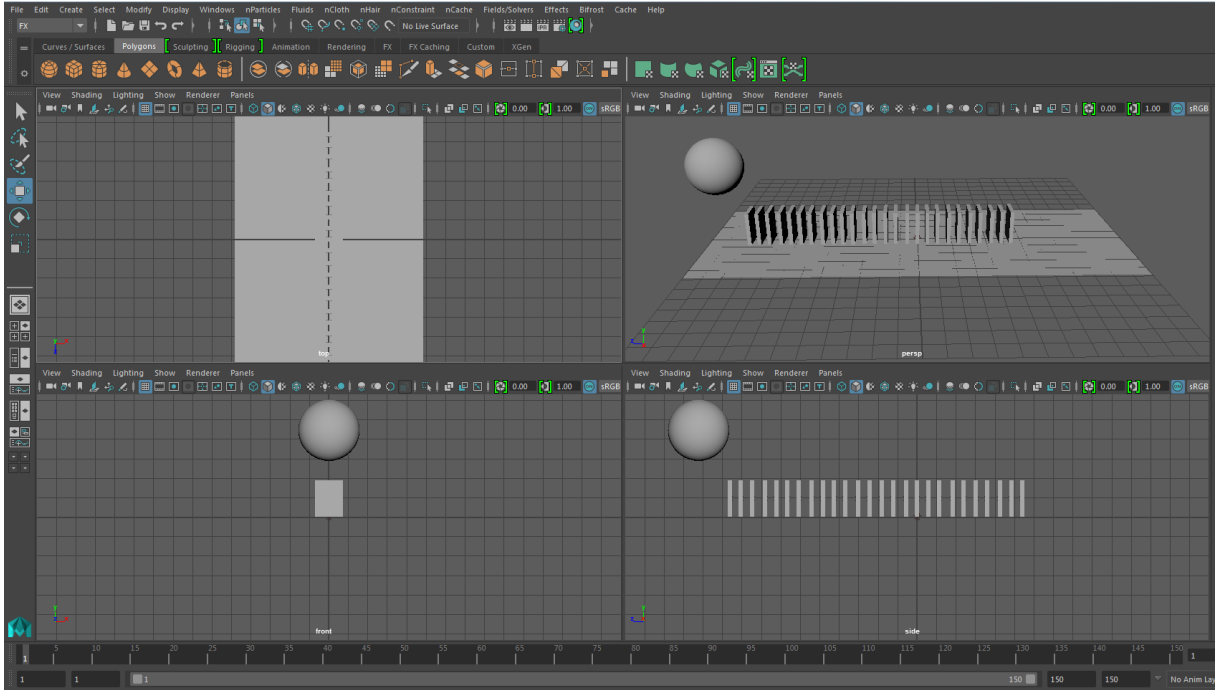 File Edit Create Select Modify Display Windows nParticles Fluids nCloth nHair nConstraint nCache Fields/Solvers Effects Bifrost Cache Help
FX No Live Surface
Curves / Surfaces Polygons Sculpting Rigging Animation Rendering FX FX Caching Custom XGen
View Shading Lighting Show Renderer Panels
0.00 1.00 sRGB
top
View Shading Lighting Show Renderer Panels
0.00 1.00 sRGB
persp
View Shading Lighting Show Renderer Panels
0.00 1.00 sRGB
front
View Shading Lighting Show Renderer Panels
0.00 1.00 sRGB
side
1 5 10 15 20 25 30 35 40 45 50 55 60 65 70 75 80 85 90 95 100 105 110 115 120 125 130 135 140 145 150 1
1 1 1 150 150 150 No Anim Lay